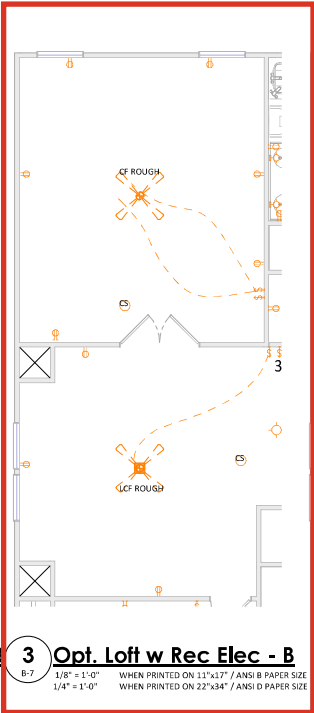 CF ROUGH
CS
3
CS
LCF ROUGH
3
B-7
Opt. Loft w Rec Elec - B
1/8" = 1'-0" WHEN PRINTED ON 11"x17" / ANSI B PAPER SIZE
1/4" = 1'-0" WHEN PRINTED ON 22"x34" / ANSI D PAPER SIZE